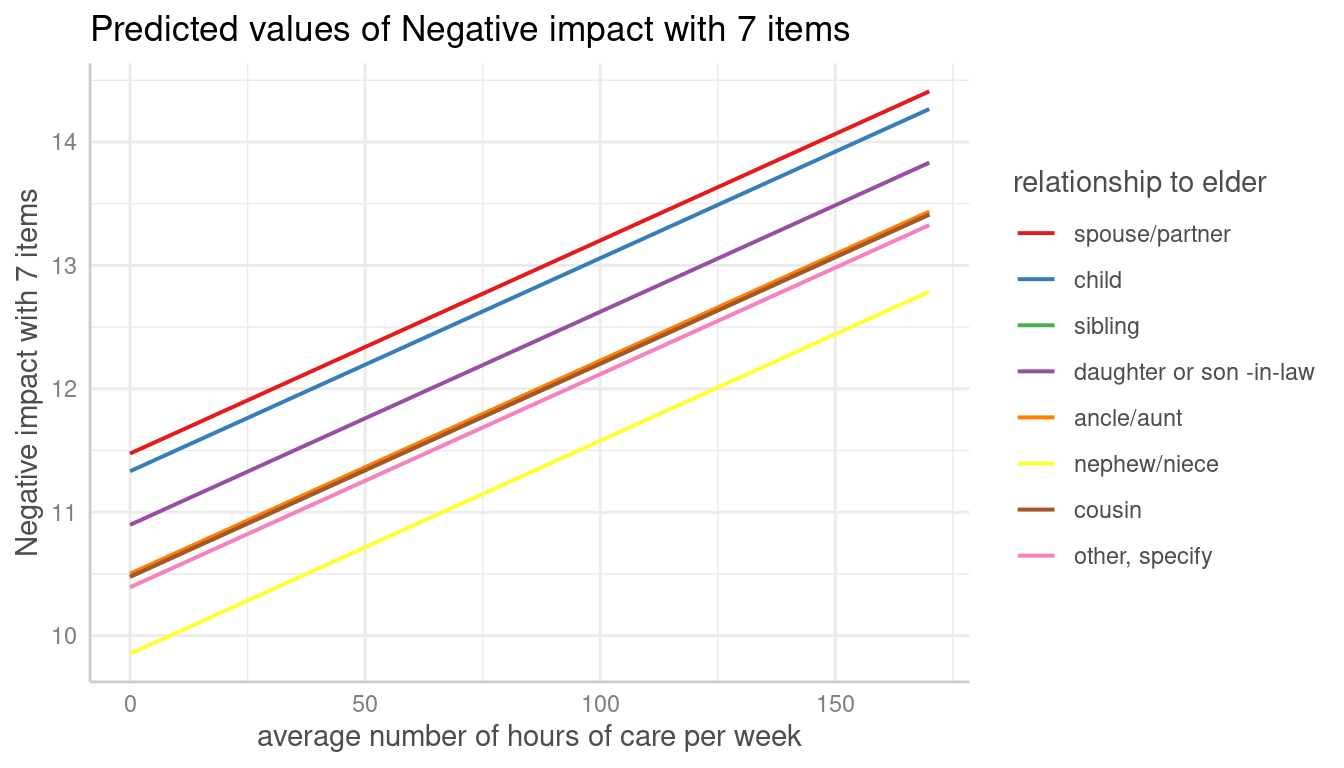 Predicted values of Negative impact with 7 items
Negative impact with 7 items
14
13
12
11
10
0
50
100
150
average number of hours of care per week
relationship to elder
spouse/partner
child
sibling
daughter or son -in-law
ancle/aunt
nephew/niece
cousin
other, specify